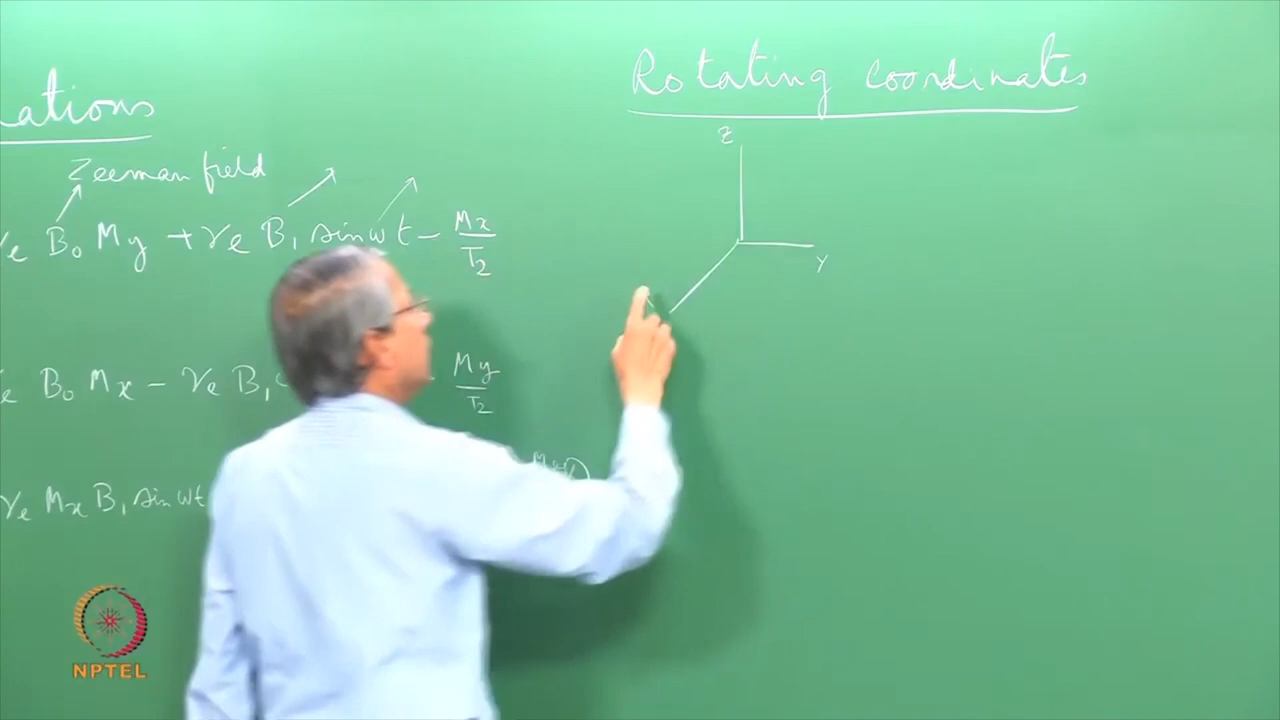 ations
Zeeman field
B₀ My + γe B₁ sin ωt − Mx/T₂
B₀ Mx − γe B₁ My/T₂
γe Mx B₁ sin ωt
Rotating coordinates
Z
Y
NPTEL